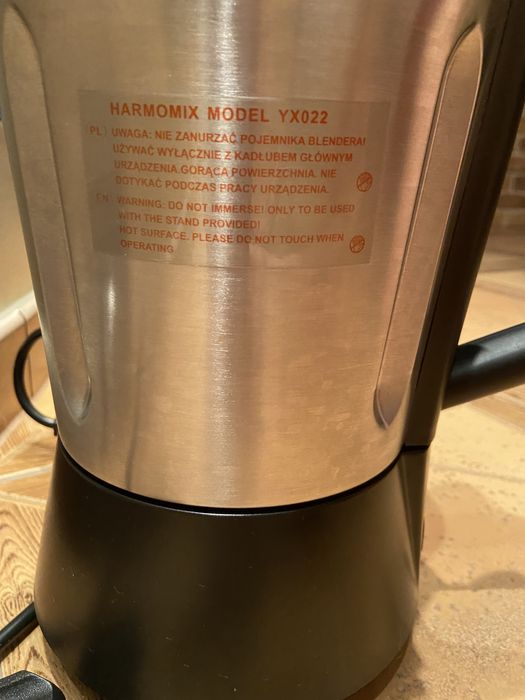 HARMOMIX MODEL YX022
PL) UWAGA: NIE ZANURZAĆ POJEMNIKA BLENDERA!
UŻYWAĆ WYŁĄCZNIE Z KADŁUBEM GŁÓWNYM
URZĄDZENIA.GORĄCA POWIERZCHNIA. NIE
DOTYKAĆ PODCZAS PRACY URZĄDZENIA.
EN WARNING: DO NOT IMMERSE! ONLY TO BE USED
WITH THE STAND PROVIDED!
HOT SURFACE. PLEASE DO NOT TOUCH WHEN
OPERATING